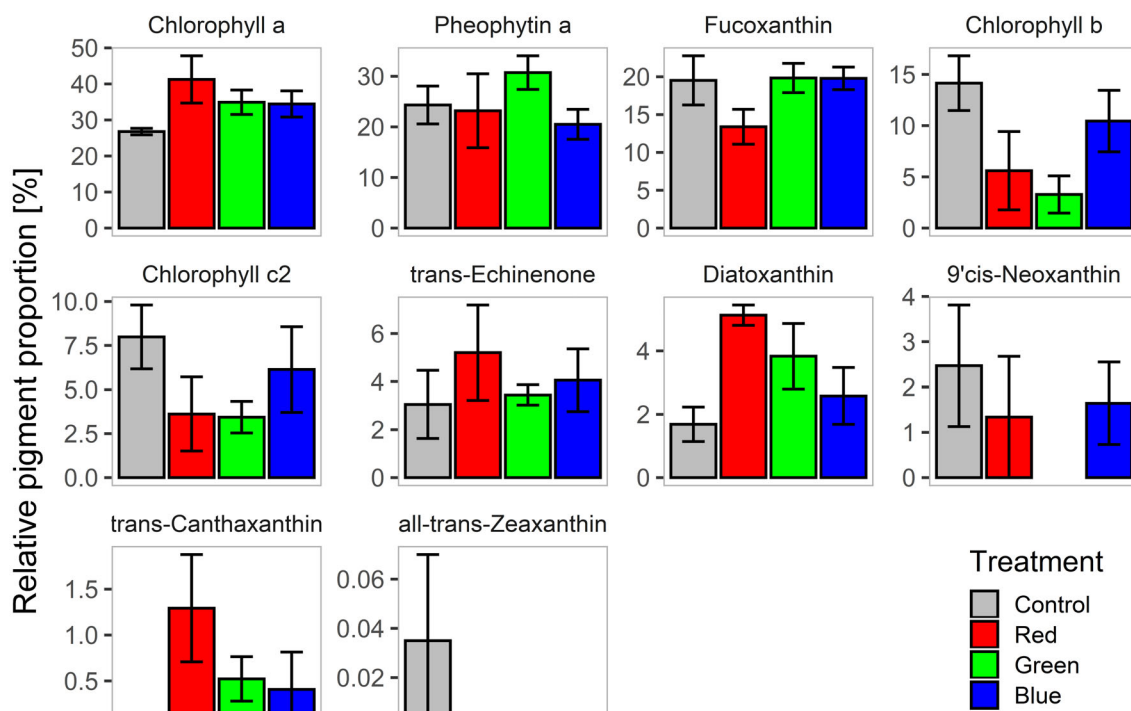 Relative pigment proportion [%]
Chlorophyll a
50
40
30
20
10
0
Pheophytin a
30
20
10
0
Fucoxanthin
20
15
10
5
0
Chlorophyll b
15
10
5
0
Chlorophyll c2
10.0
7.5
5.0
2.5
0.0
trans-Echinenone
6
4
2
0
Diatoxanthin
4
2
0
9'cis-Neoxanthin
4
3
2
1
0
trans-Canthaxanthin
1.5
1.0
0.5
all-trans-Zeaxanthin
0.06
0.04
0.02
Treatment
Control
Red
Green
Blue